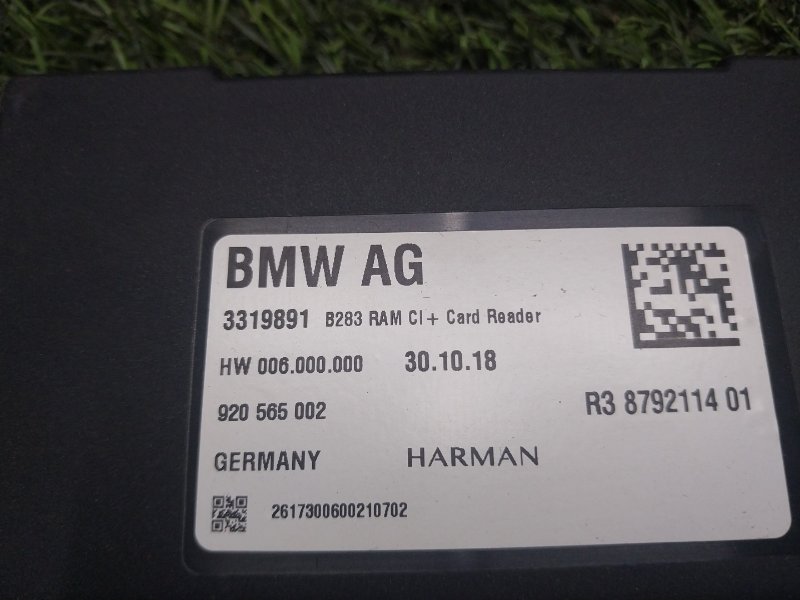 BMW AG
3319891 B283 RAM CI+ Card Reader
HW 006.000.000 30.10.18
920 565 002 R3 8792114 01
GERMANY HARMAN
2617300600210702